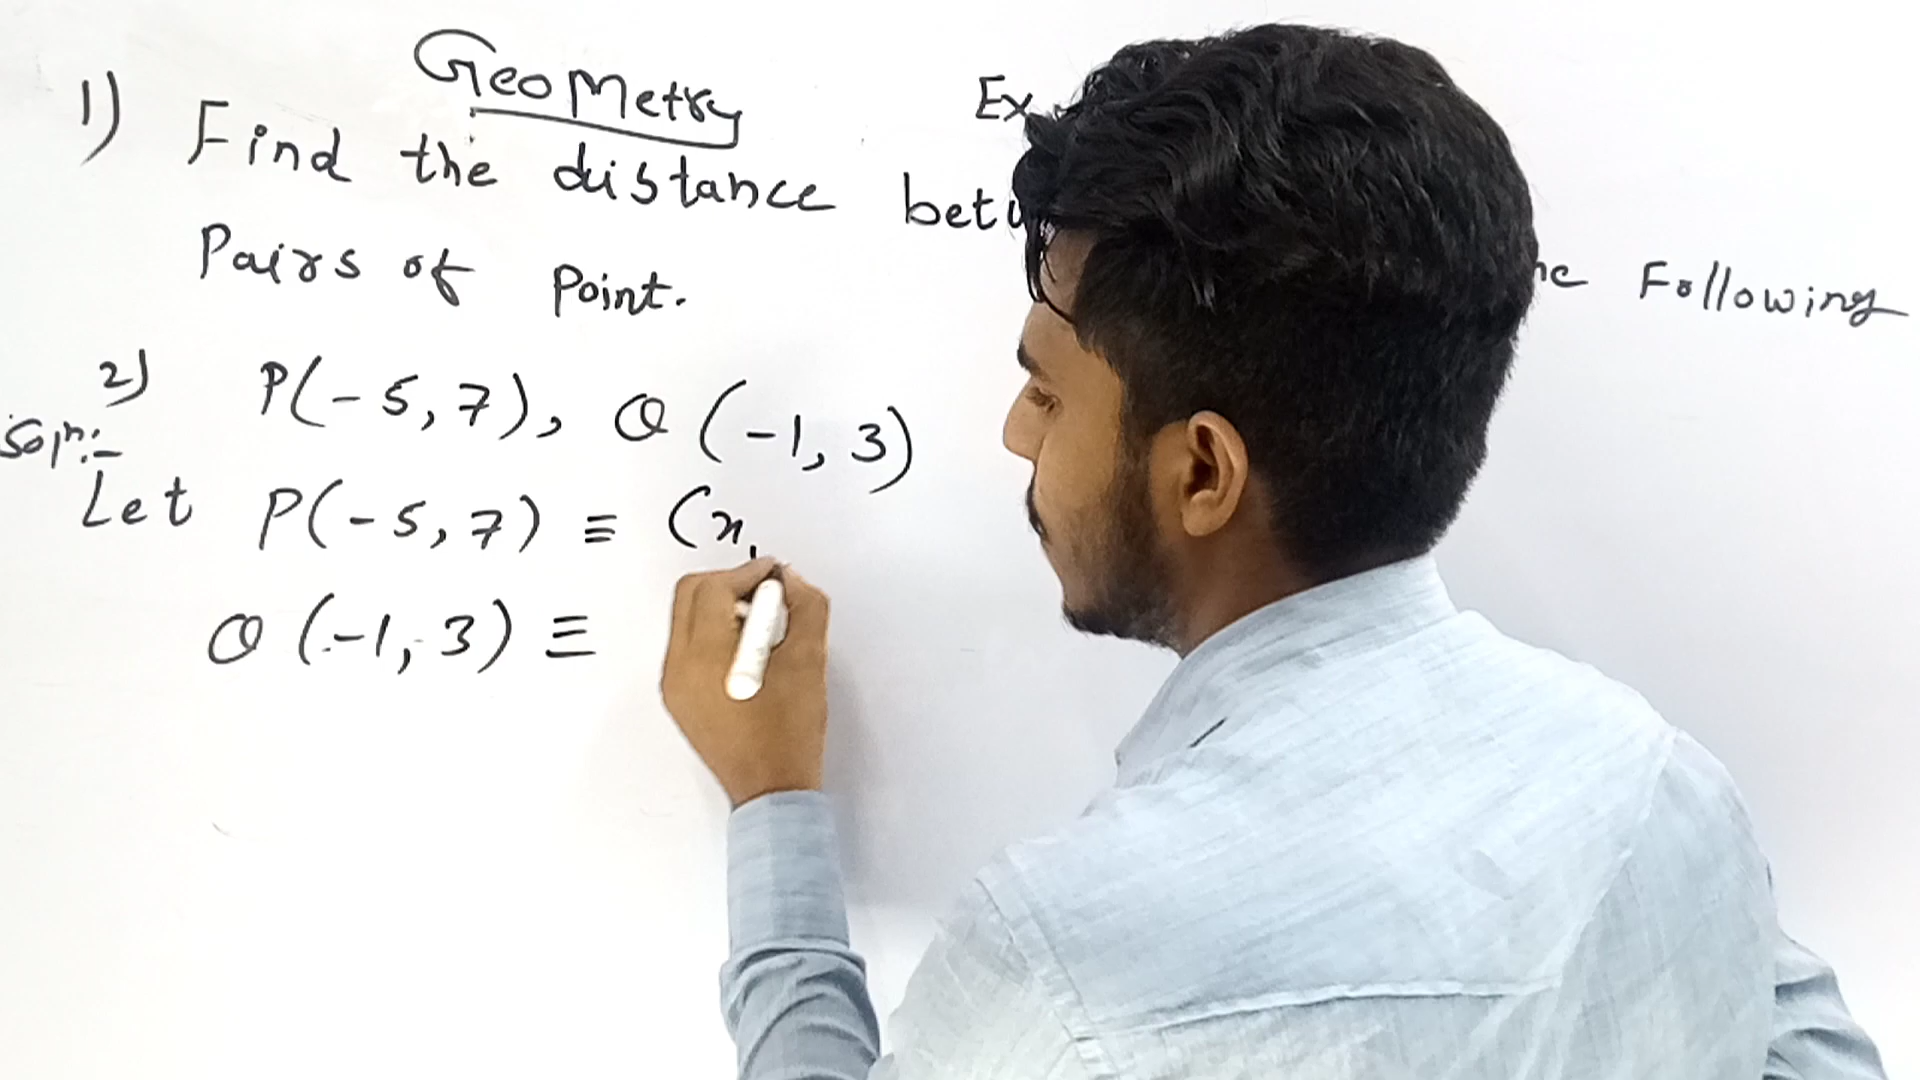 GeoMetry
Ex
1) Find the distance bet
Following
Pairs of Point.
2) P(-5,7), Q(-1,3)
Soln:-
Let P(-5,7) ≡ (x,
Q(-1,3) ≡